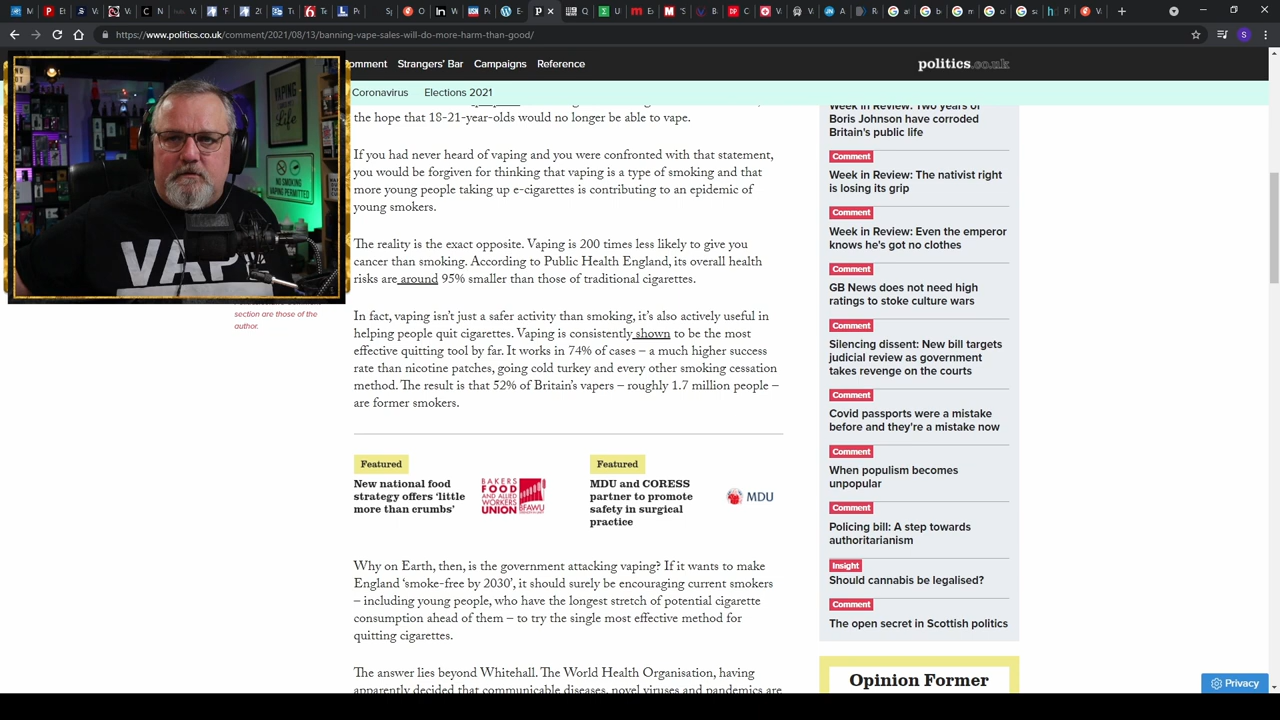 https://www.politics.co.uk/comment/2021/08/13/banning-vape-sales-will-do-more-harm-than-good/
omment Strangers' Bar Campaigns Reference
politics.co.uk
Coronavirus Elections 2021
VAPING
Life
NO SMOKING
VAPING PERMITTED
VAP
section are those of the
author.
the hope that 18-21-year-olds would no longer be able to vape.
If you had never heard of vaping and you were confronted with that statement,
you would be forgiven for thinking that vaping is a type of smoking and that
more young people taking up e-cigarettes is contributing to an epidemic of
young smokers.
The reality is the exact opposite. Vaping is 200 times less likely to give you
cancer than smoking. According to Public Health England, its overall health
risks are around 95% smaller than those of traditional cigarettes.
In fact, vaping isn't just a safer activity than smoking, it's also actively useful in
helping people quit cigarettes. Vaping is consistently shown to be the most
effective quitting tool by far. It works in 74% of cases – a much higher success
rate than nicotine patches, going cold turkey and every other smoking cessation
method. The result is that 52% of Britain's vapers – roughly 1.7 million people –
are former smokers.
Featured
New national food
strategy offers 'little
more than crumbs'
BAKERS
FOOD
AND ALLIED
WORKERS
UNION
BFAWU
Featured
MDU and CORESS
partner to promote
safety in surgical
practice
MDU
Why on Earth, then, is the government attacking vaping? If it wants to make
England 'smoke-free by 2030', it should surely be encouraging current smokers
– including young people, who have the longest stretch of potential cigarette
consumption ahead of them – to try the single most effective method for
quitting cigarettes.
The answer lies beyond Whitehall. The World Health Organisation, having
apparently decided that communicable diseases, novel viruses and pandemics are
Week in Review: Two years of
Boris Johnson have corroded
Britain's public life
Comment
Week in Review: The nativist right
is losing its grip
Comment
Week in Review: Even the emperor
knows he's got no clothes
Comment
GB News does not need high
ratings to stoke culture wars
Comment
Silencing dissent: New bill targets
judicial review as government
takes revenge on the courts
Comment
Covid passports were a mistake
before and they're a mistake now
Comment
When populism becomes
unpopular
Comment
Policing bill: A step towards
authoritarianism
Insight
Should cannabis be legalised?
Comment
The open secret in Scottish politics
Opinion Former
Privacy